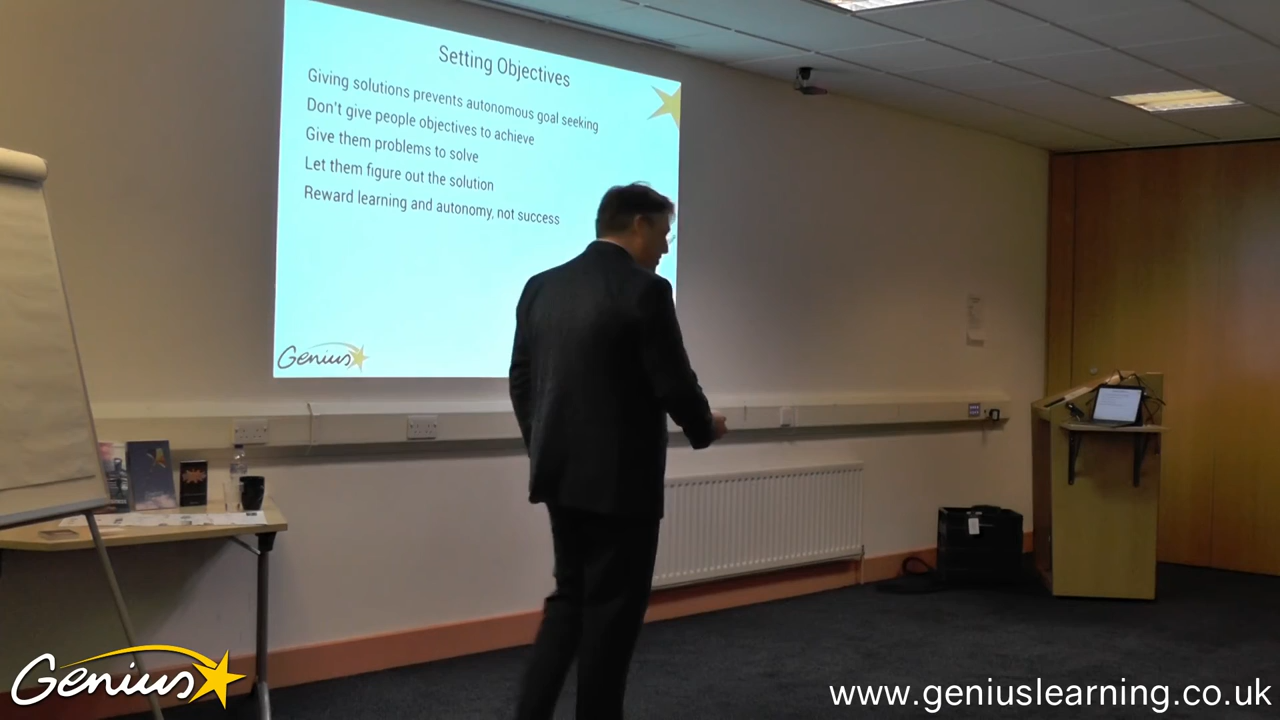 Setting Objectives
Giving solutions prevents autonomous goal seeking
Don't give people objectives to achieve
Give them problems to solve
Let them figure out the solution
Reward learning and autonomy, not success
Genius
Genius
www.geniuslearning.co.uk